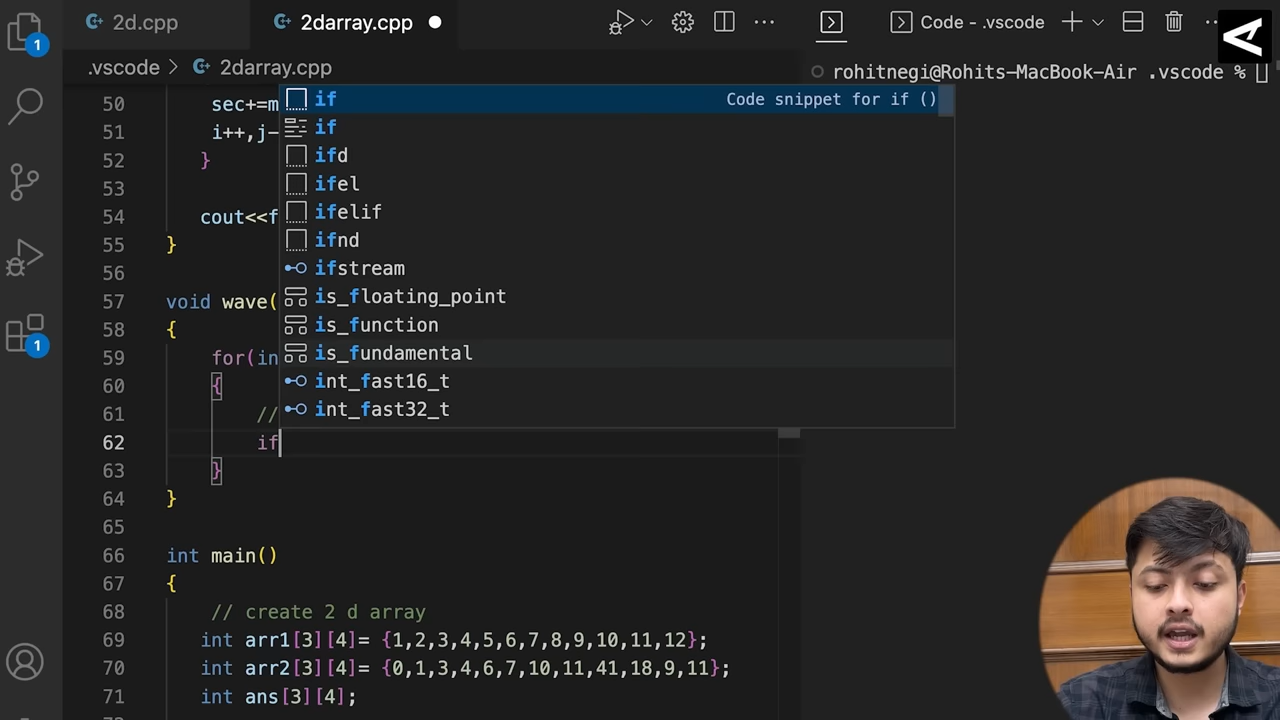 2d.cpp
2darray.cpp
Code - .vscode
.vscode > 2darray.cpp
rohitnegi@Rohits-MacBook-Air .vscode %
1
1
50 sec+=m
51 i++,j-
52 }
53
54 cout<<f
55 }
56
57 void wave(
58 {
59 for(in
60 {
61 //
62 if
63 }
64 }
65
66 int main()
67 {
68 // create 2 d array
69 int arr1[3][4]= {1,2,3,4,5,6,7,8,9,10,11,12};
70 int arr2[3][4]= {0,1,3,4,6,7,10,11,41,18,9,11};
71 int ans[3][4];
if Code snippet for if ()
if
ifd
ifel
ifelif
ifnd
ifstream
is_floating_point
is_function
is_fundamental
int_fast16_t
int_fast32_t